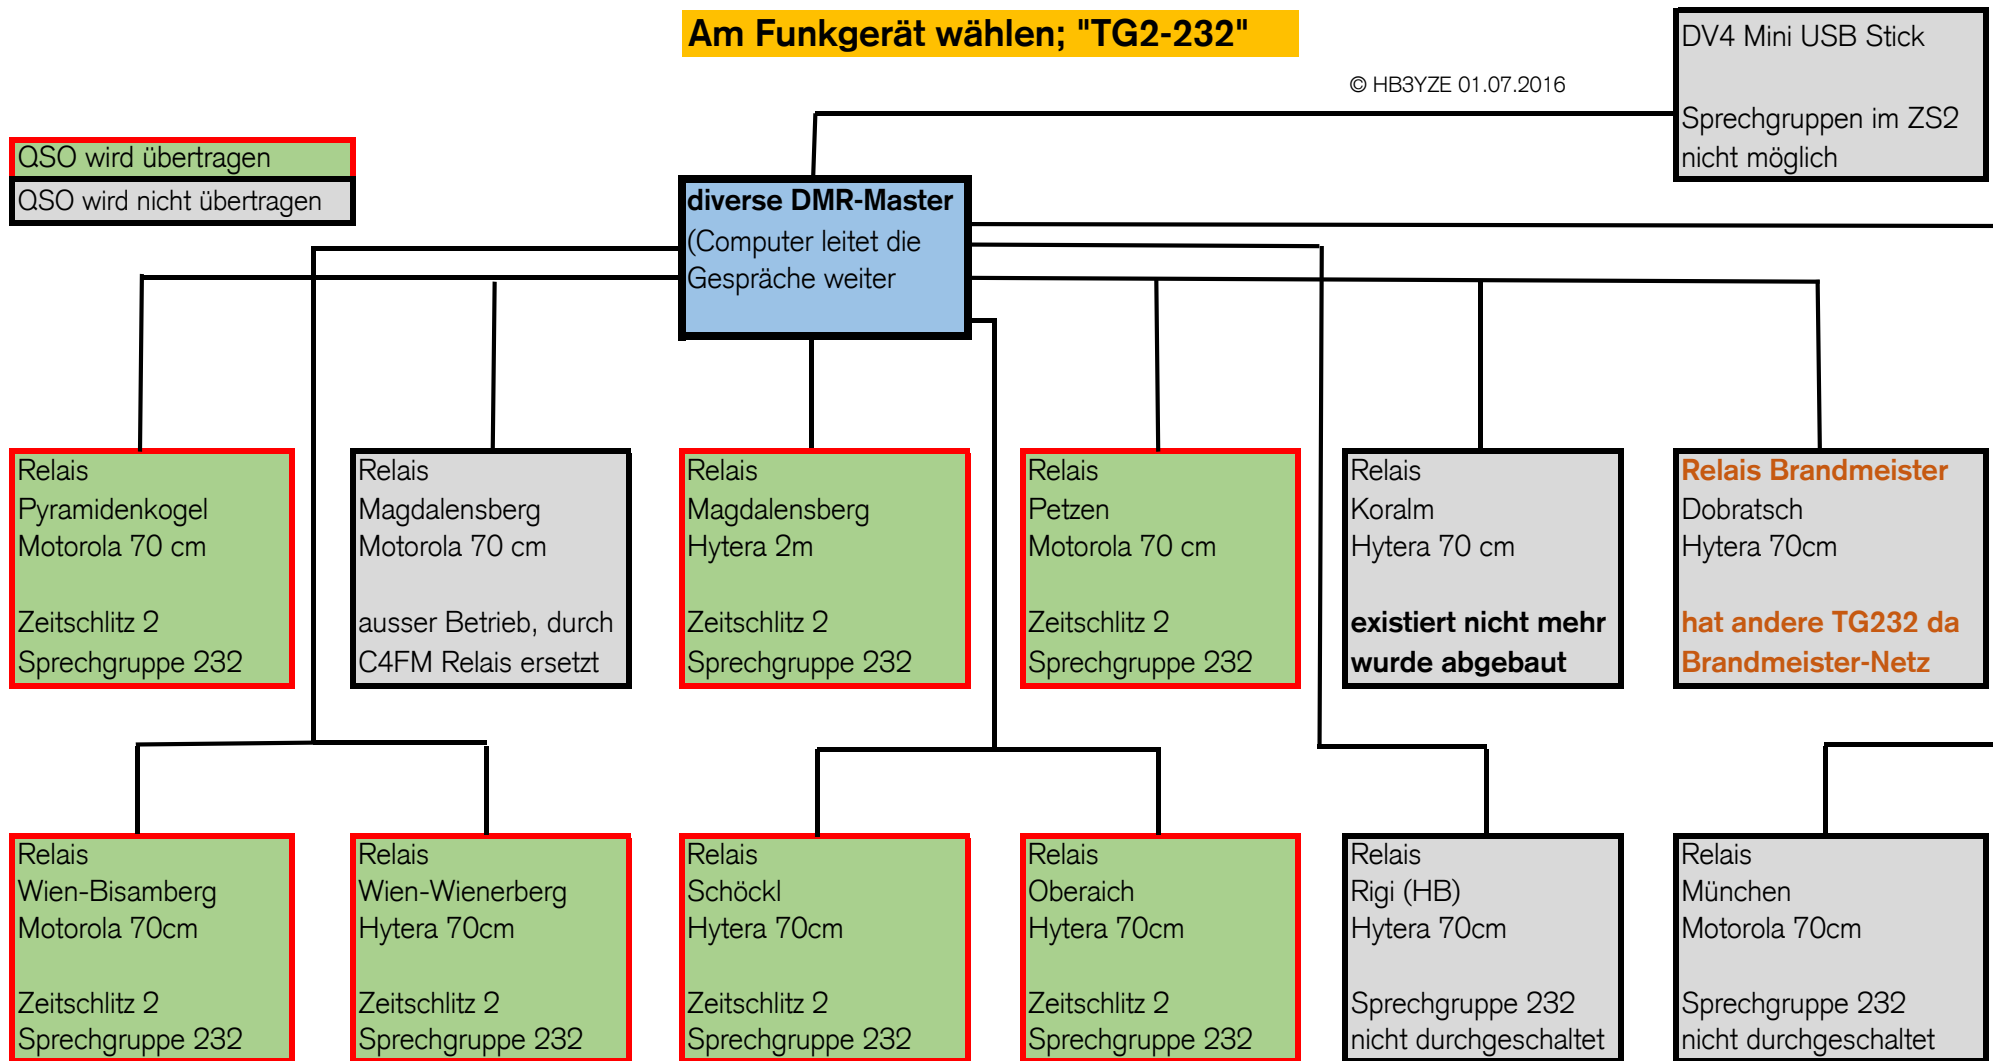 Am Funkgerät wählen; "TG2-232"
© HB3YZE 01.07.2016
DV4 Mini USB Stick
Sprechgruppen im ZS2
nicht möglich
QSO wird übertragen
QSO wird nicht übertragen
diverse DMR-Master
(Computer leitet die
Gespräche weiter
Relais
Pyramidenkogel
Motorola 70 cm
Zeitschlitz 2
Sprechgruppe 232
Relais
Magdalensberg
Motorola 70 cm
ausser Betrieb, durch
C4FM Relais ersetzt
Relais
Magdalensberg
Hytera 2m
Zeitschlitz 2
Sprechgruppe 232
Relais
Petzen
Motorola 70 cm
Zeitschlitz 2
Sprechgruppe 232
Relais
Koralm
Hytera 70 cm
existiert nicht mehr
wurde abgebaut
Relais Brandmeister
Dobratsch
Hytera 70cm
hat andere TG232 da
Brandmeister-Netz
Relais
Wien-Bisamberg
Motorola 70cm
Zeitschlitz 2
Sprechgruppe 232
Relais
Wien-Wienerberg
Hytera 70cm
Zeitschlitz 2
Sprechgruppe 232
Relais
Schöckl
Hytera 70cm
Zeitschlitz 2
Sprechgruppe 232
Relais
Oberaich
Hytera 70cm
Zeitschlitz 2
Sprechgruppe 232
Relais
Rigi (HB)
Hytera 70cm
Sprechgruppe 232
nicht durchgeschaltet
Relais
München
Motorola 70cm
Sprechgruppe 232
nicht durchgeschaltet